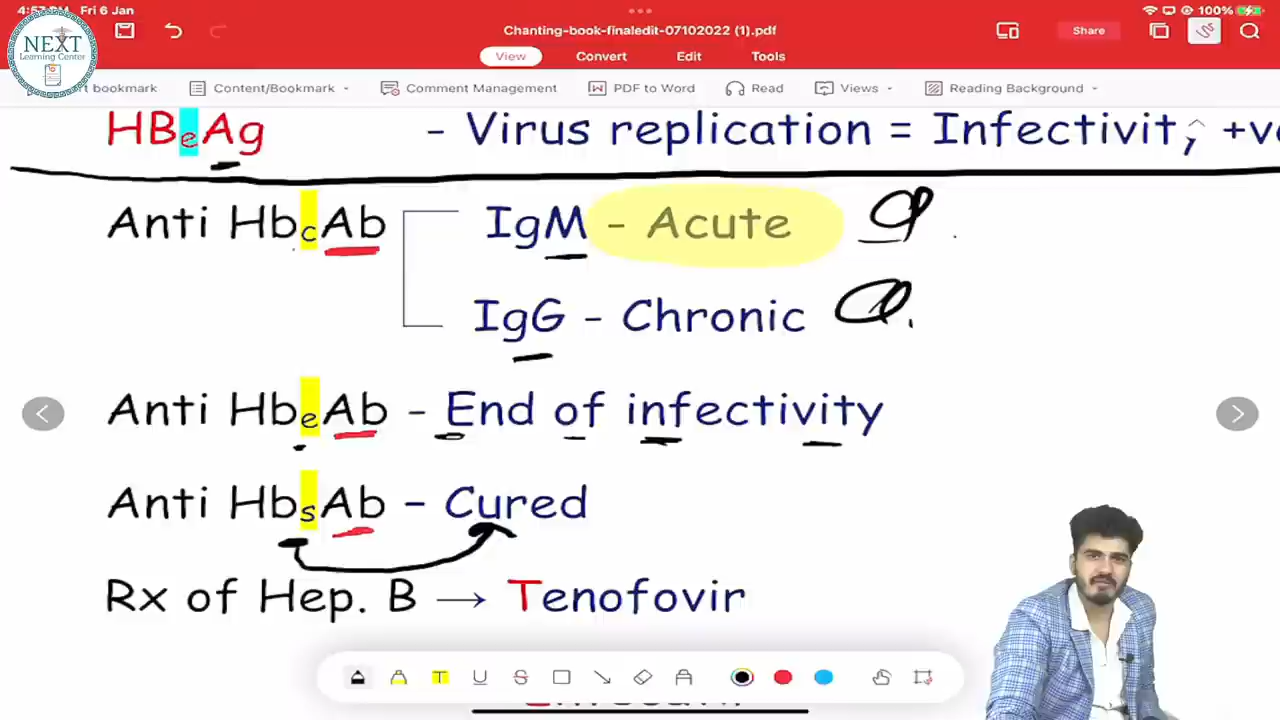 4:57 PM Fri 6 Jan
100%
NEXT
Learning Center
Chanting-book-finaledit-07102022 (1).pdf
Share
View Convert Edit Tools
bookmark Content/Bookmark Comment Management PDF to Word Read Views Reading Background
HBeAg - Virus replication = Infectivit +v
Anti HbcAb IgM - Acute
IgG - Chronic
Anti HbeAb - End of infectivity
Anti HbsAb - Cured
Rx of Hep. B → Tenofovir